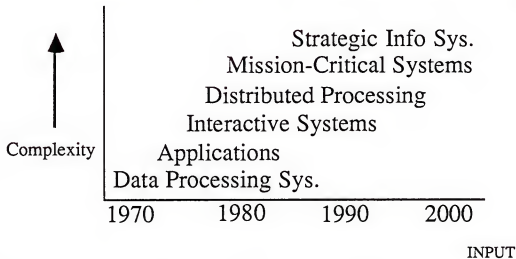 Strategic Info Sys.
Mission-Critical Systems
Distributed Processing
Interactive Systems
Complexity
Applications
Data Processing Sys.
1970 1980 1990 2000
INPUT